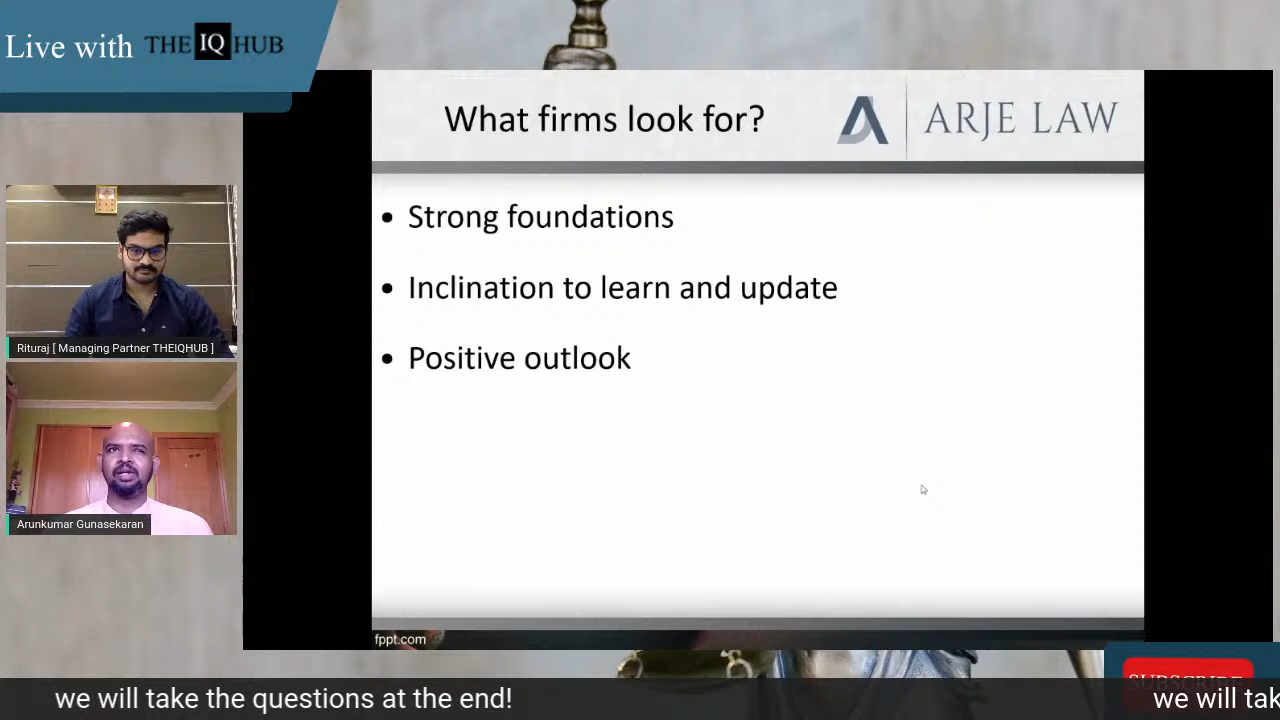 Live with THE IQ HUB
What firms look for?
ARJE LAW
• Strong foundations
• Inclination to learn and update
• Positive outlook
Rituraj [ Managing Partner THEIQHUB ]
Arunkumar Gunasekaran
fppt.com
SUBSCRIBE
we will take the questions at the end!
we will tak